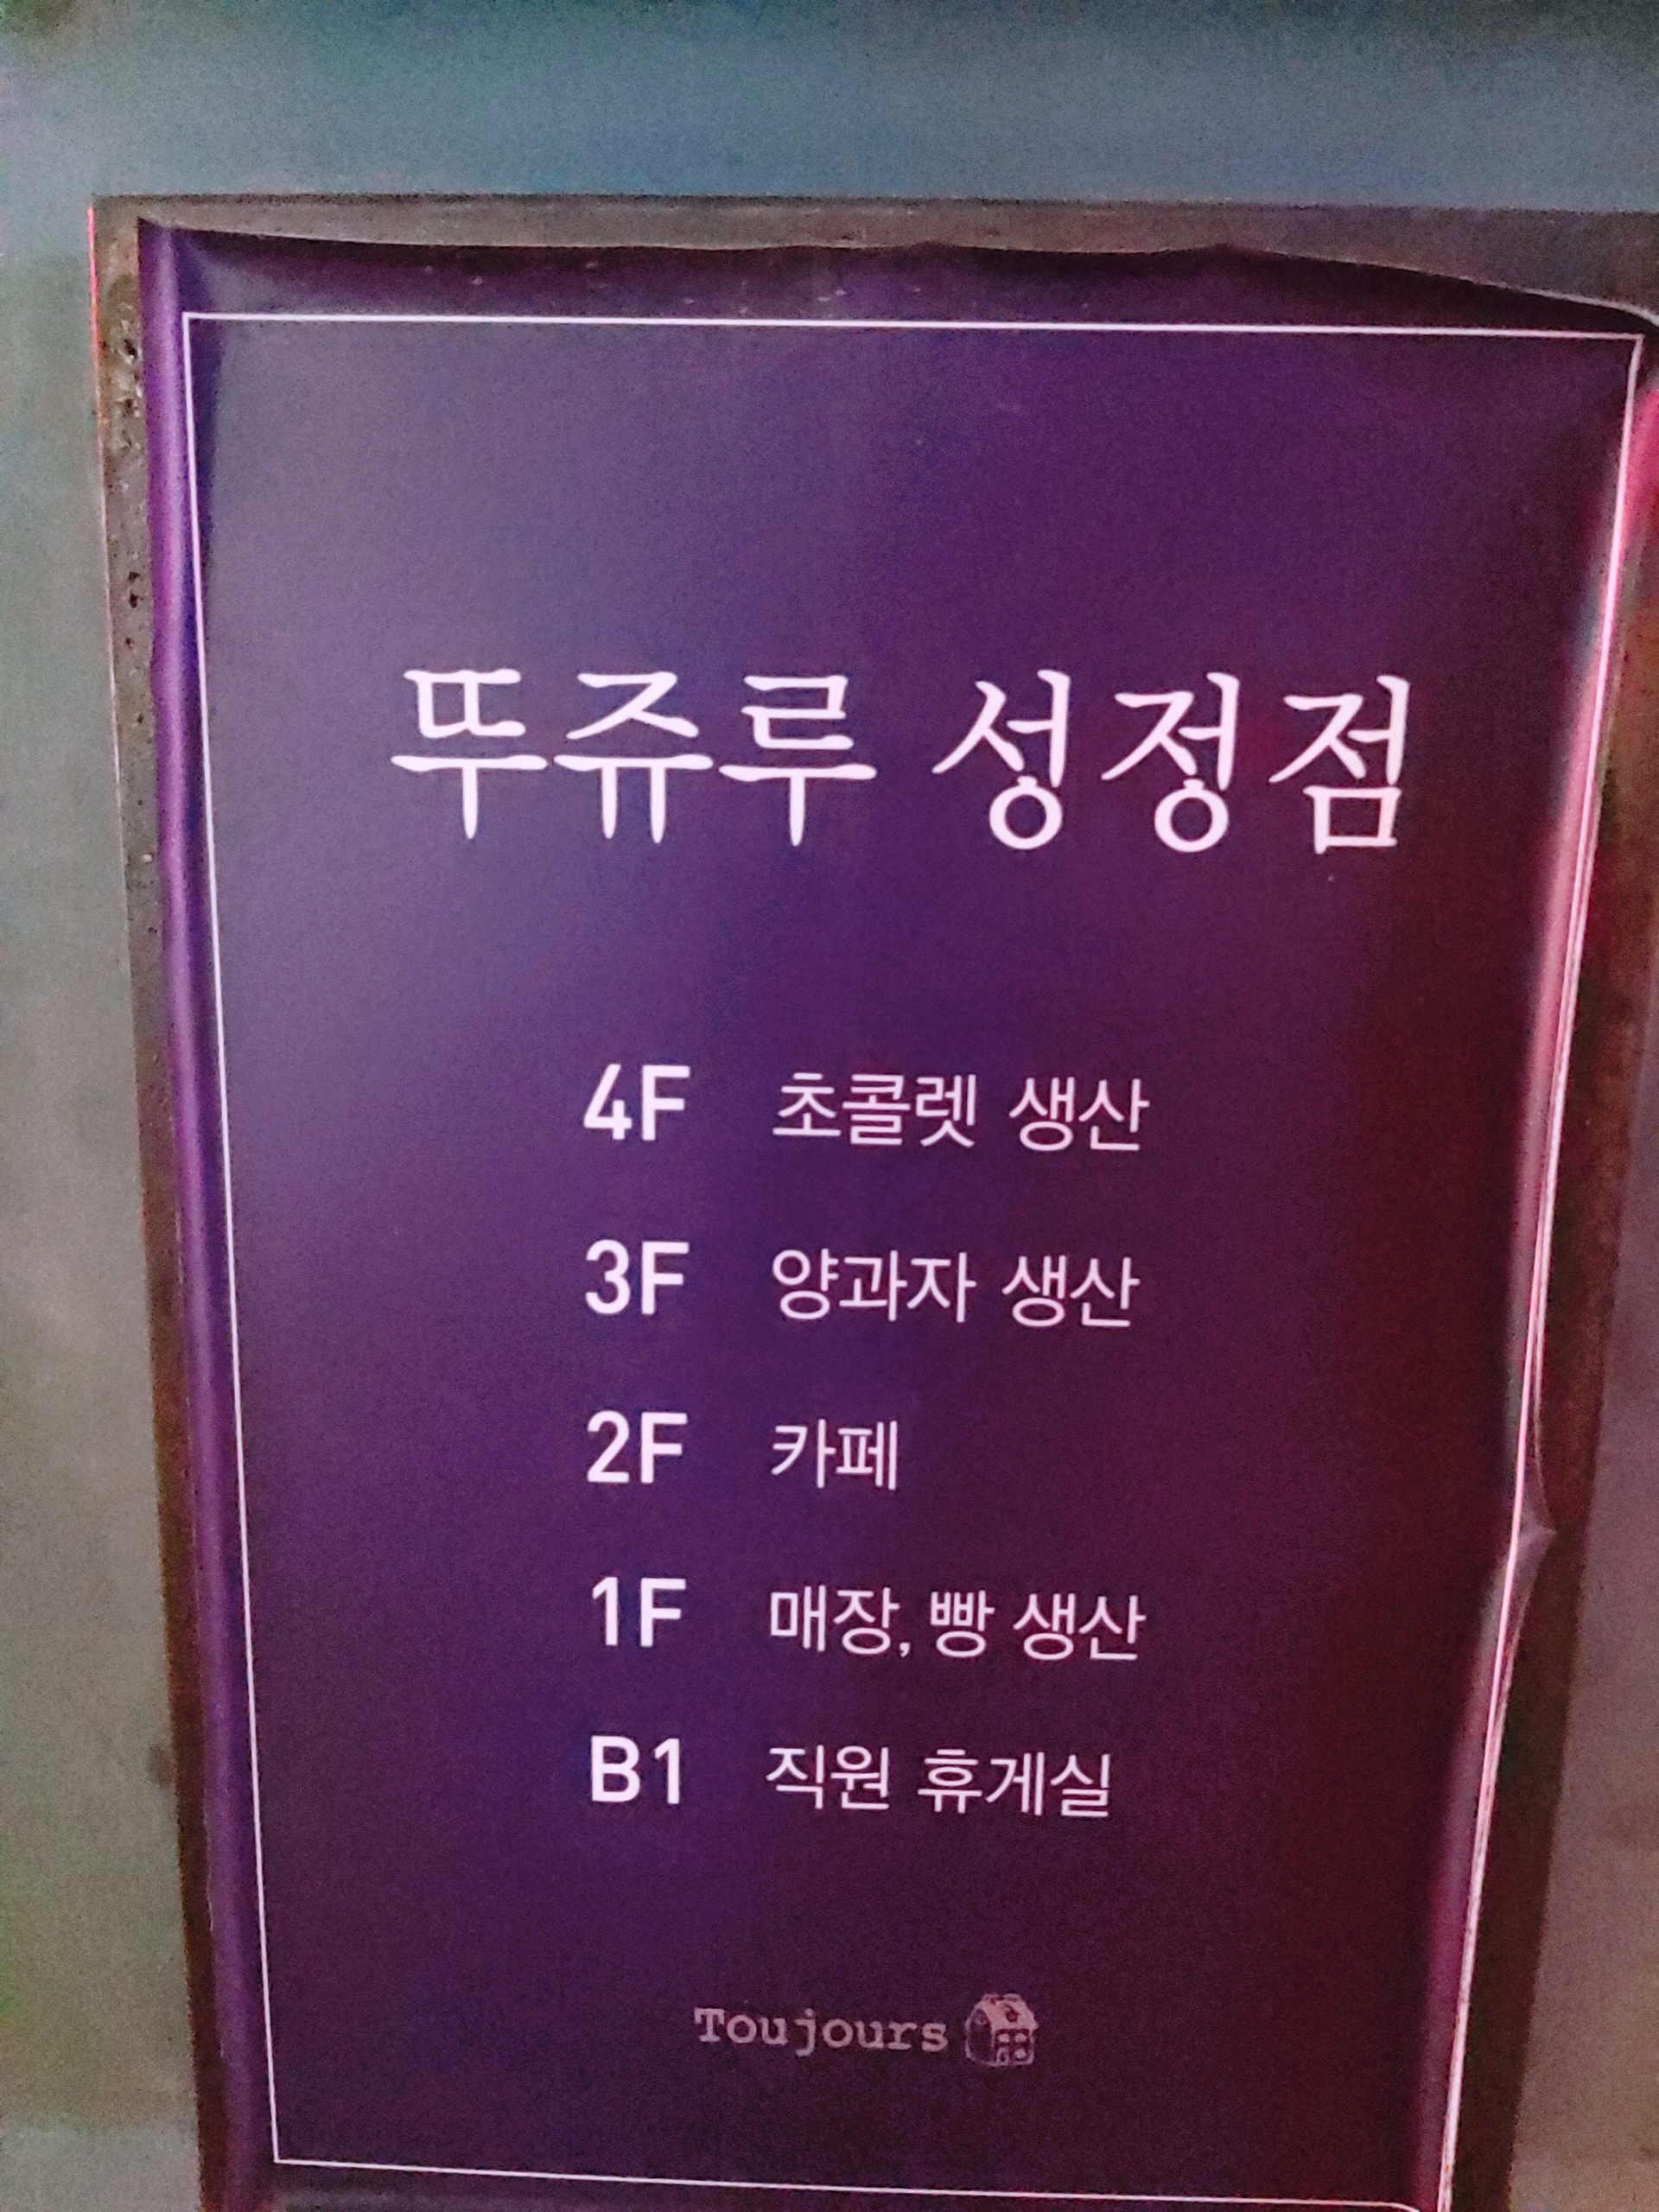 뚜쥬루 성정점
4F 초콜렛 생산
3F 양과자 생산
2F 카페
1F 매장, 빵 생산
B1 직원 휴게실
Toujours